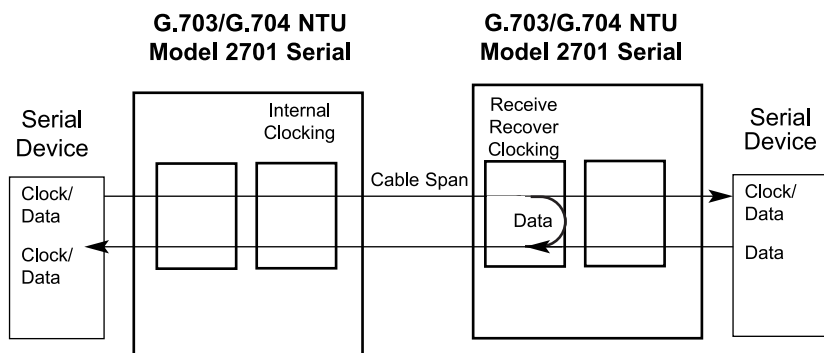 G.703/G.704 NTU
Model 2701 Serial
G.703/G.704 NTU
Model 2701 Serial
Serial
Device
Internal
Clocking
Receive
Recover
Clocking
Serial
Device
Cable Span
Clock/
Data
Clock/
Data
Data
Clock/
Data
Data